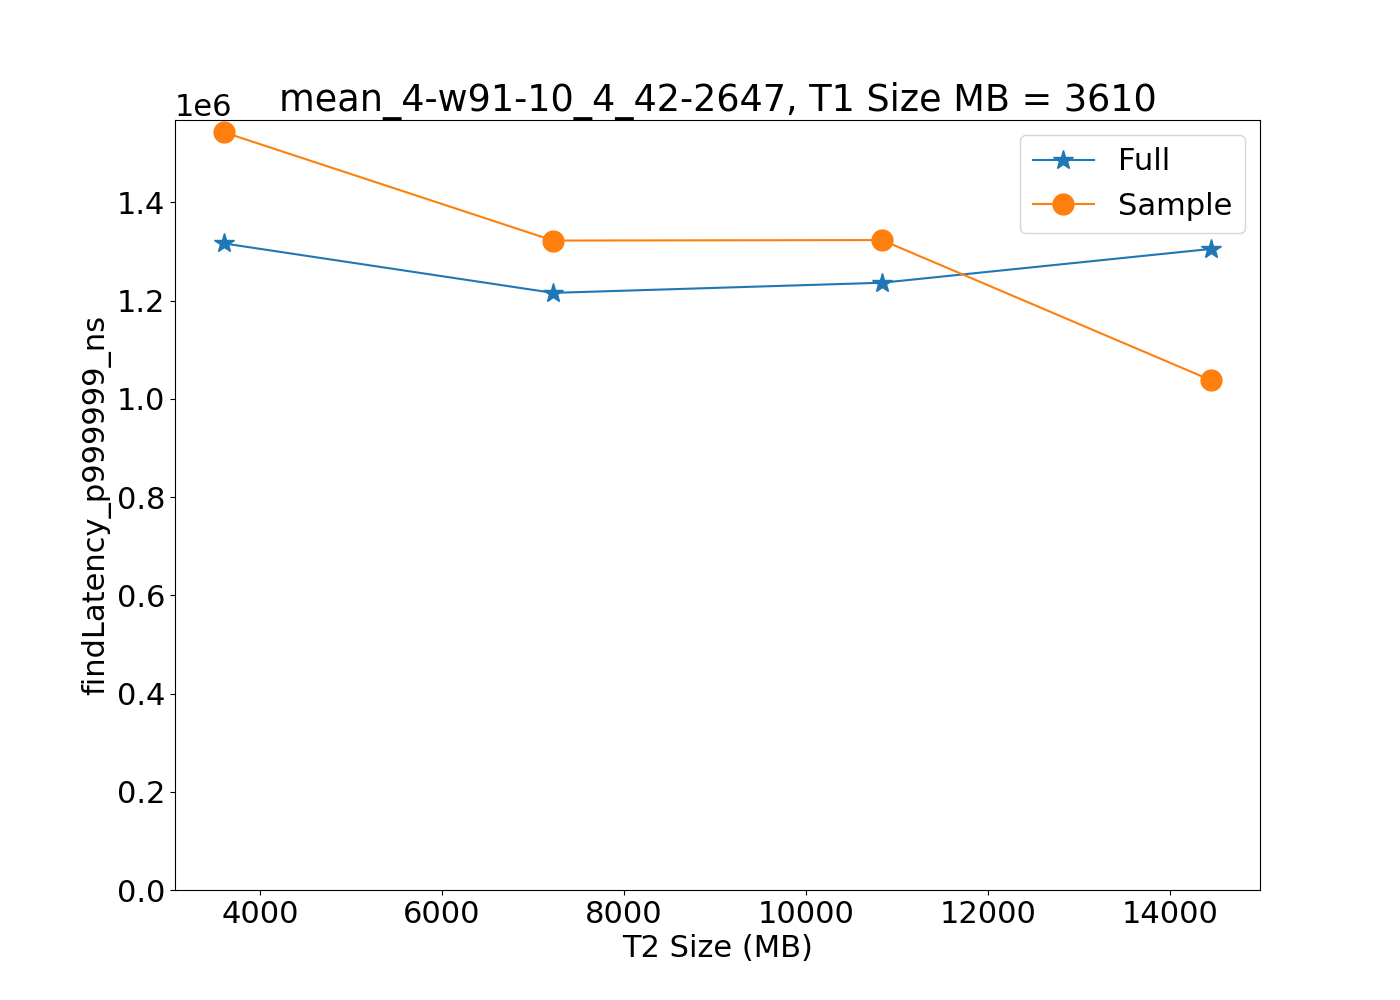 mean_4-w91-10_4_42-2647, T1 Size MB = 3610
1e6
Full
Sample
1.4
1.2
1.0
0.8
0.6
0.4
0.2
0.0
findLatency_p999999_ns
4000 6000 8000 10000 12000 14000
T2 Size (MB)